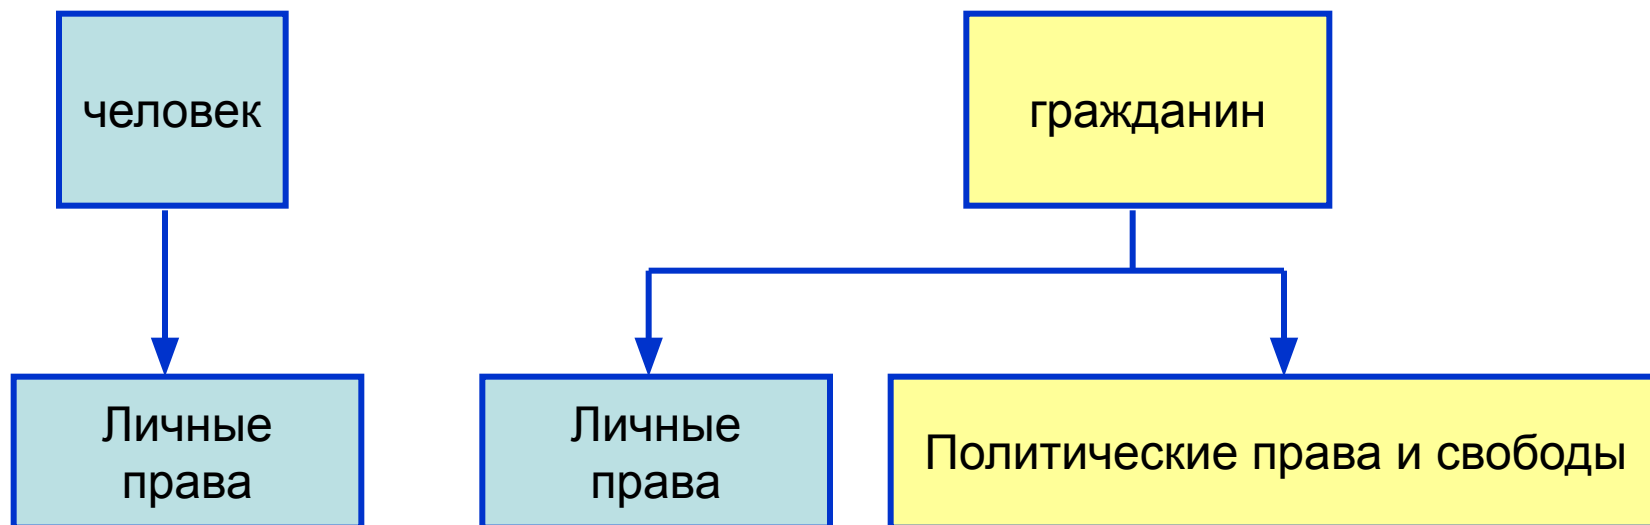 человек
гражданин
Личные
права
Личные
права
Политические права и свободы